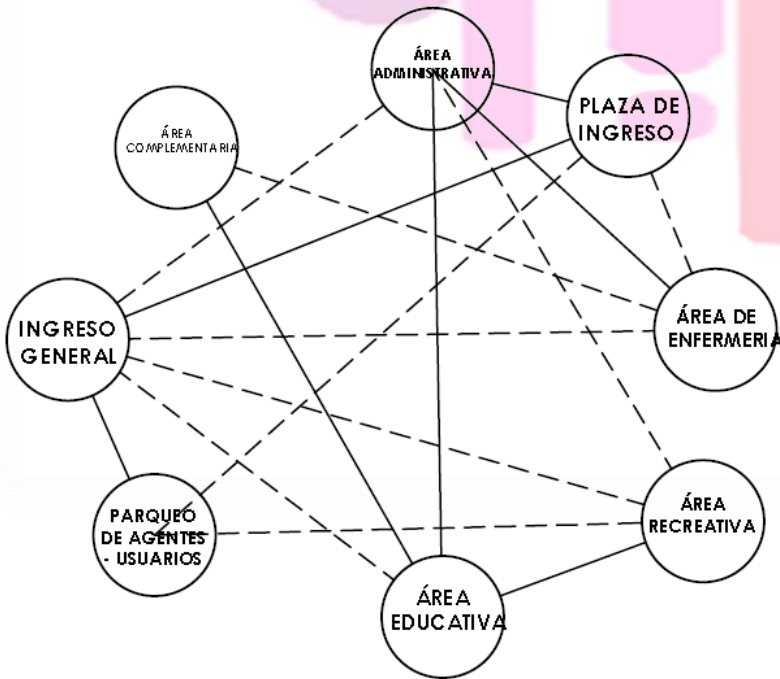 ÁREA
ADMINISTRATIVA
PLAZA DE
INGRESO
ÁREA
COMPLEMENTARIA
INGRESO
GENERAL
ÁREA DE
ENFERMERIA
PARQUEO
DE AGENTES
- USUARIOS
ÁREA
RECREATIVA
ÁREA
EDUCATIVA